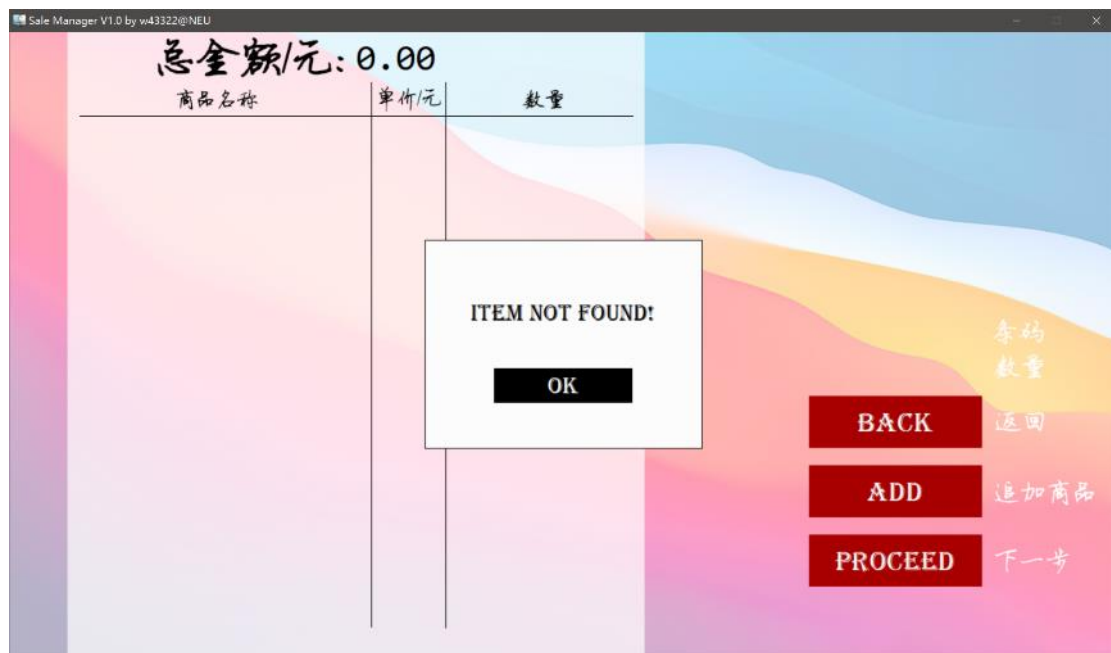 Sale Manager V1.0 by w43322@NEU
总金额/元: 0.00
商品名称 单价/元 数量
ITEM NOT FOUND!
OK
条码
数量
BACK 返回
ADD 追加商品
PROCEED 下一步